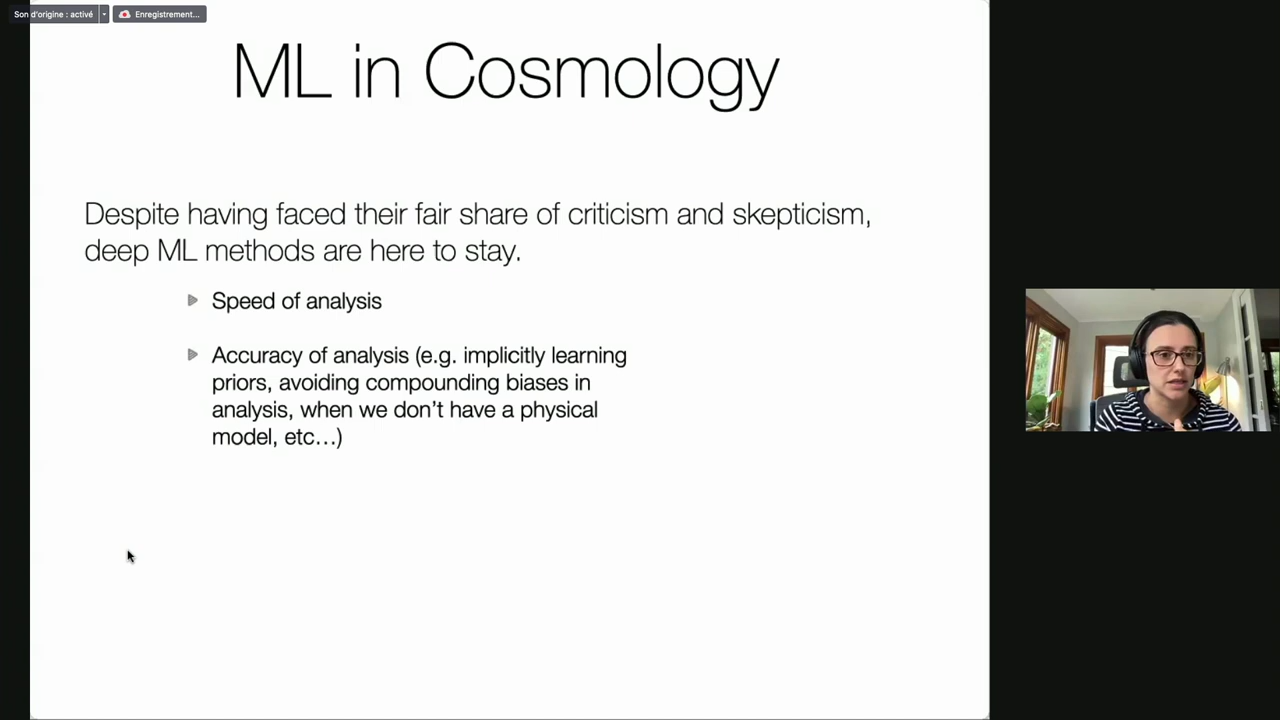 Son d'origine : activé
Enregistrement...
ML in Cosmology
Despite having faced their fair share of criticism and skepticism,
deep ML methods are here to stay.
Speed of analysis
Accuracy of analysis (e.g. implicitly learning
priors, avoiding compounding biases in
analysis, when we don’t have a physical
model, etc…)